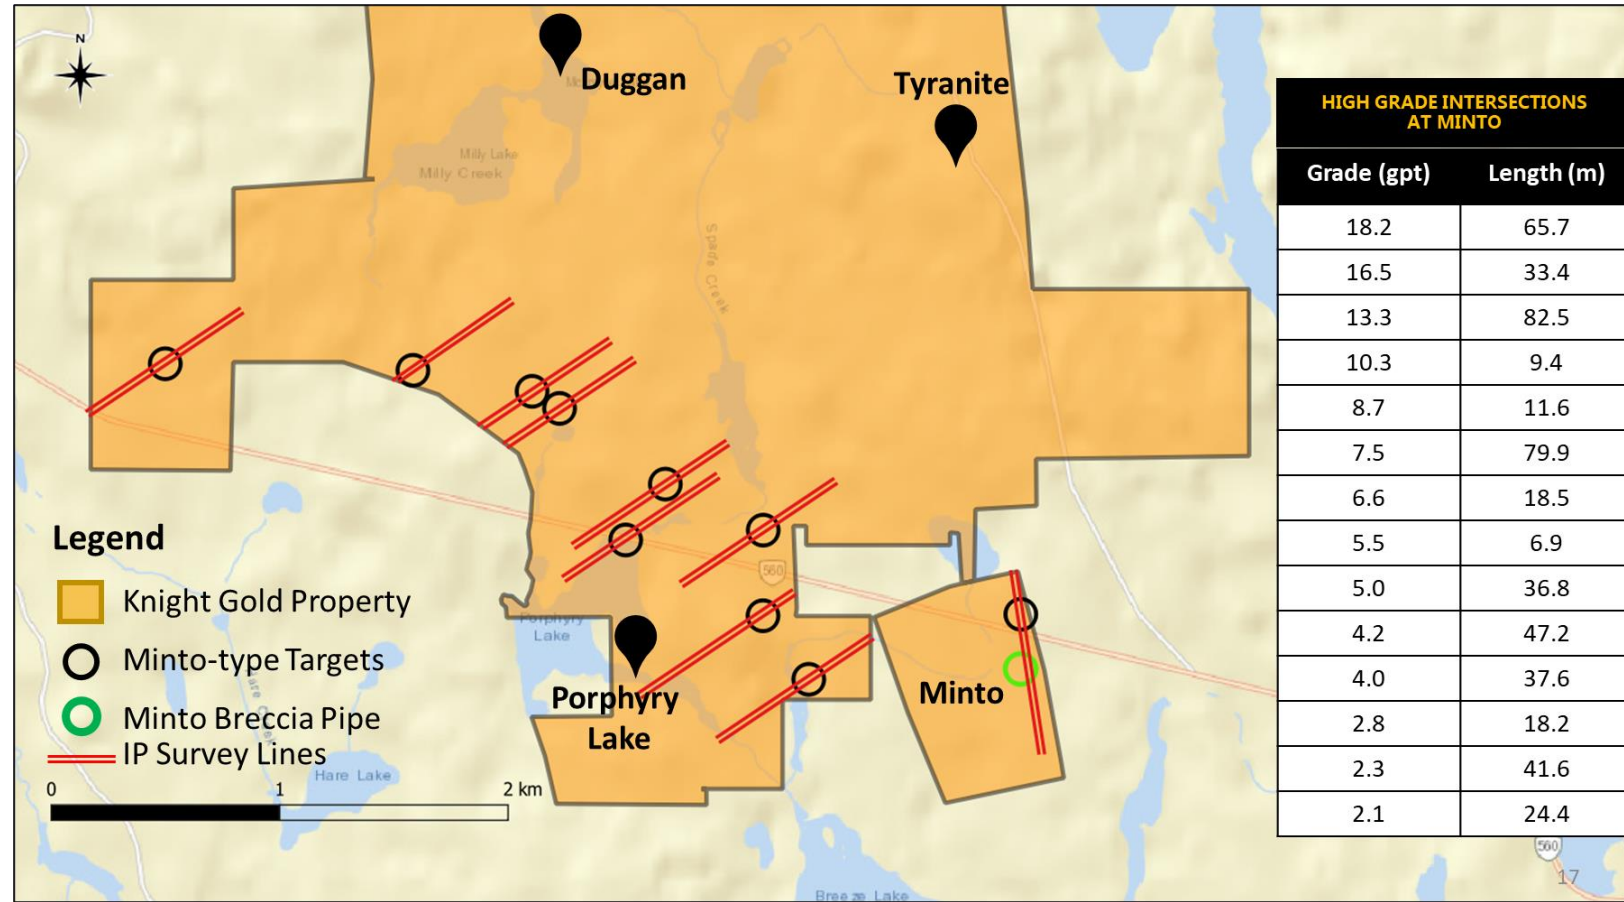 N
Duggan
Tyranite
Milly Lake
Milly Creek
Spade Creek
HIGH GRADE INTERSECTIONS
AT MINTO
Grade (gpt) Length (m)
18.2 65.7
16.5 33.4
13.3 82.5
10.3 9.4
8.7 11.6
7.5 79.9
6.6 18.5
5.5 6.9
5.0 36.8
4.2 47.2
4.0 37.6
2.8 18.2
2.3 41.6
2.1 24.4
560
Porphyry
Lake
Minto
Porphyry
Lake
Legend
Knight Gold Property
Minto-type Targets
Minto Breccia Pipe
IP Survey Lines
Hare Creek
Hare Lake
0 1 2 km
Breeze Lake
560
17